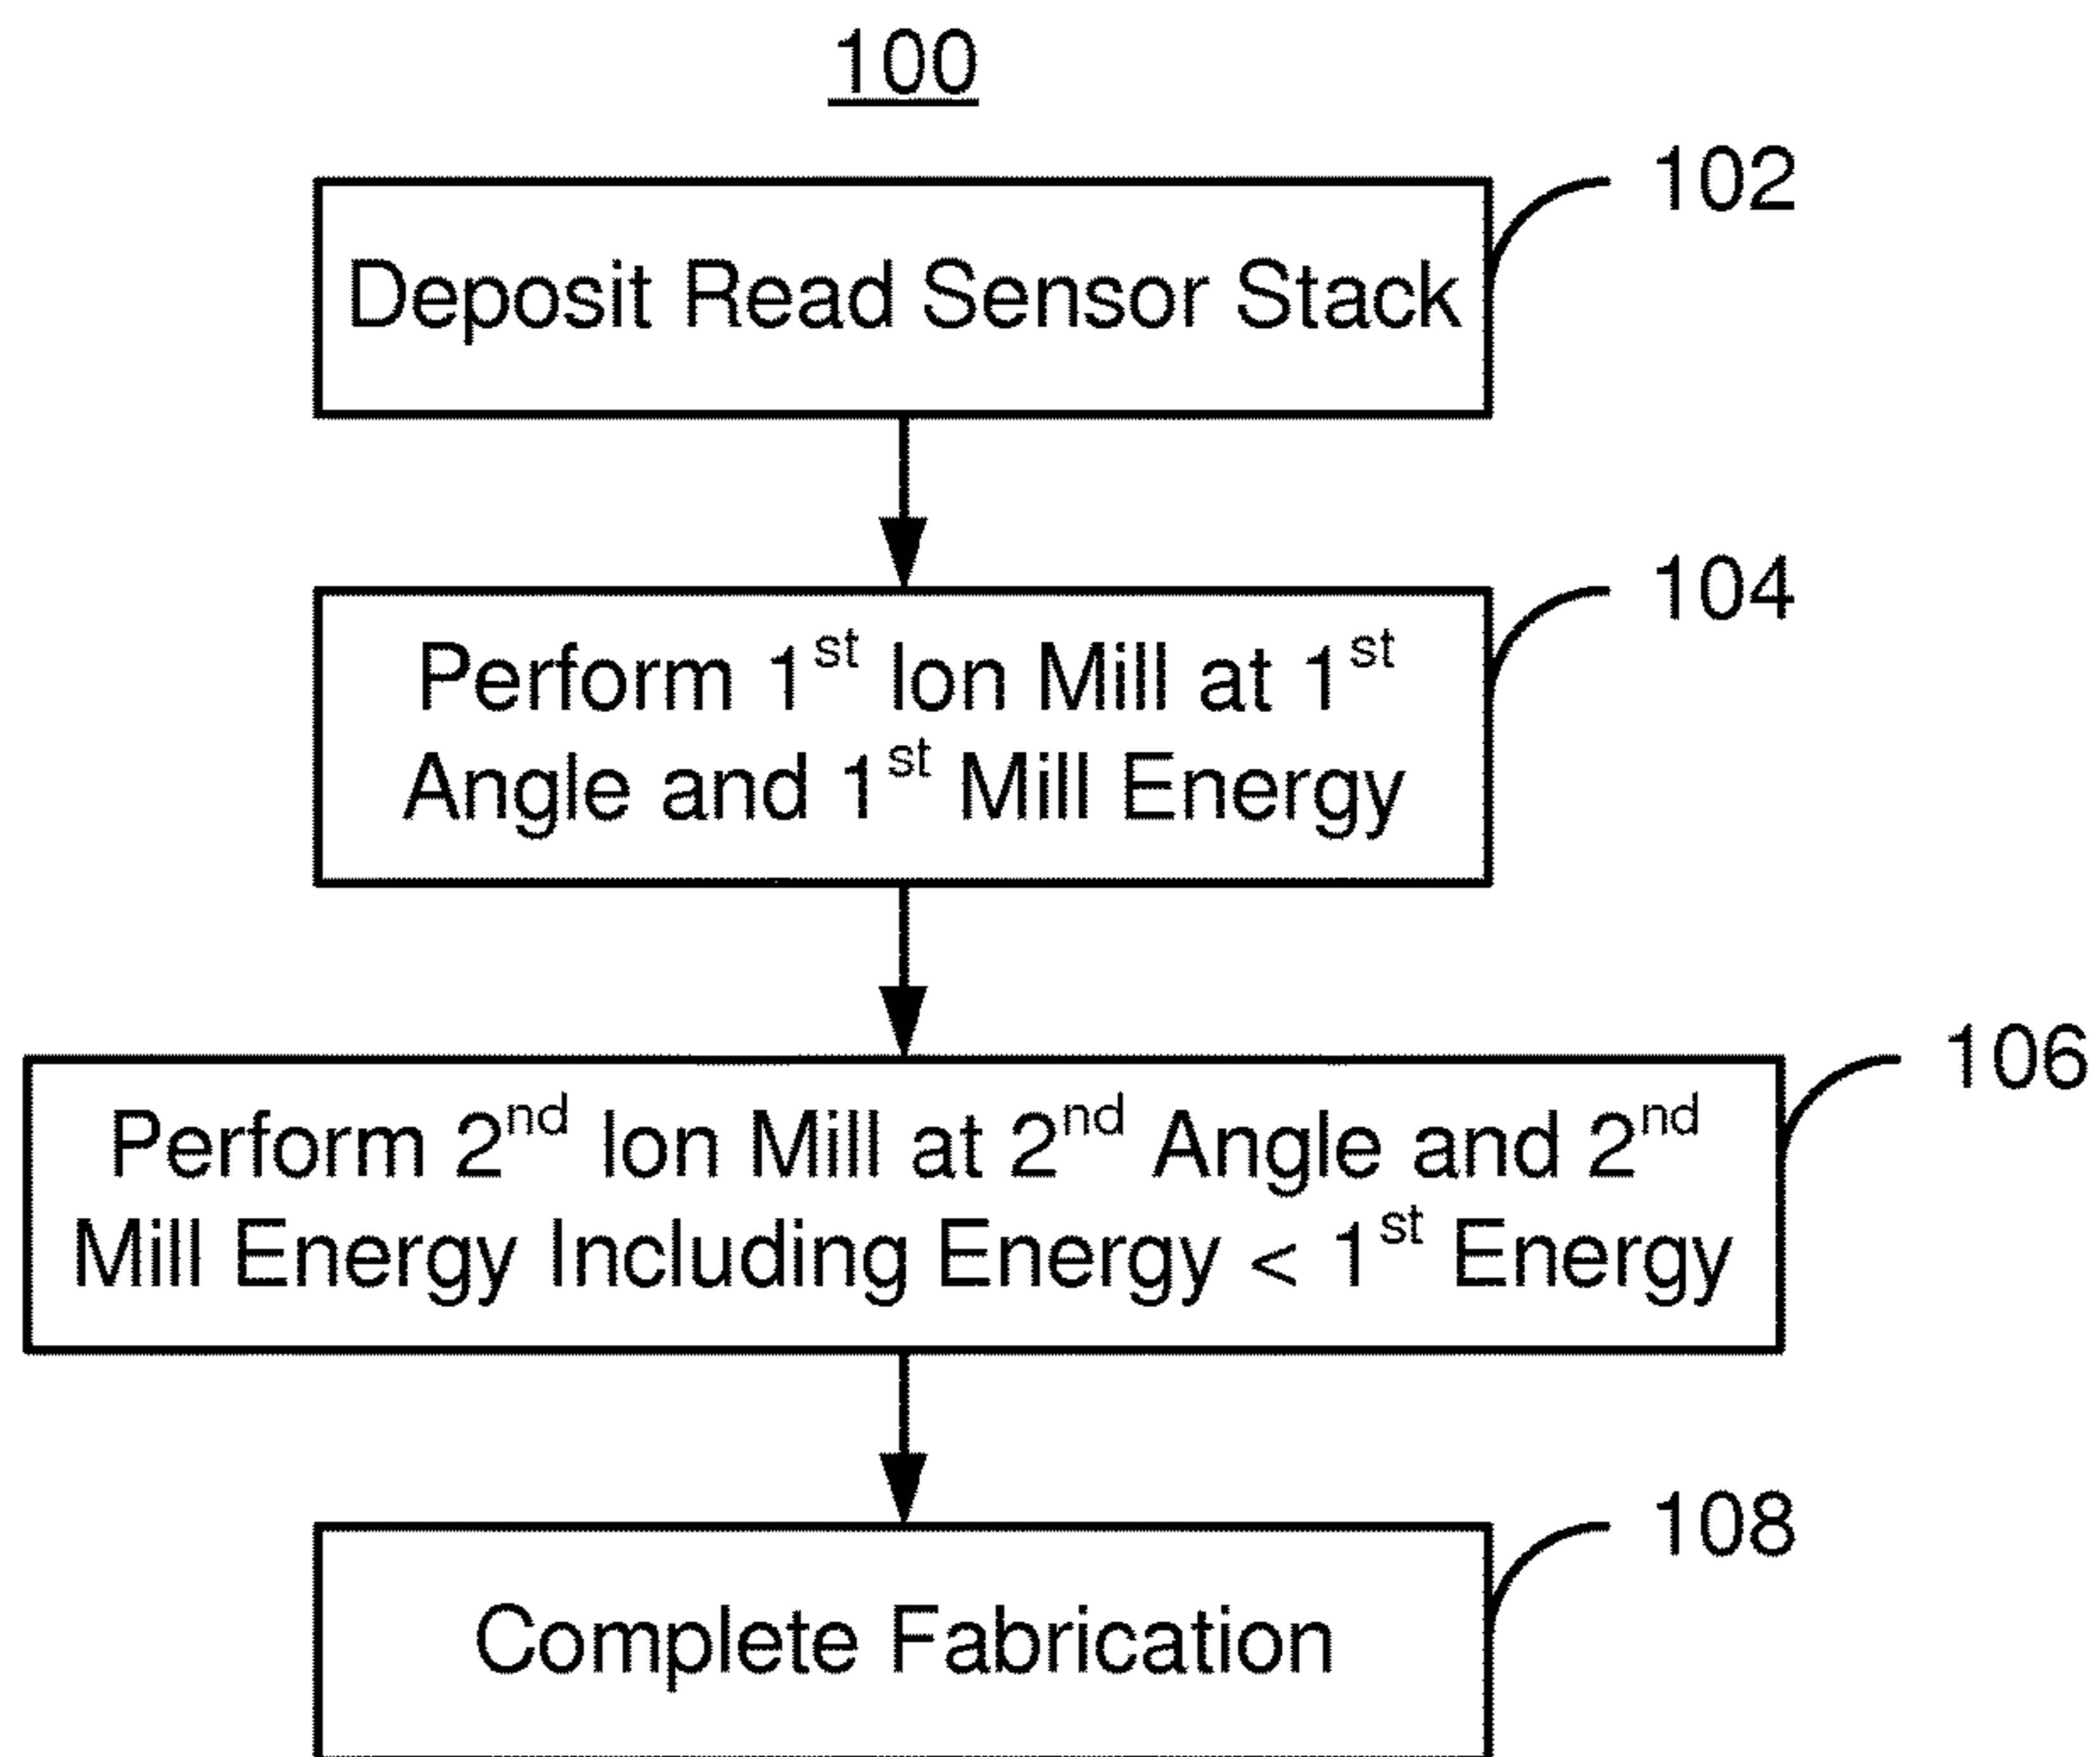 100
102
Deposit Read Sensor Stack
104
Perform 1st Ion Mill at 1st
Angle and 1st Mill Energy
106
Perform 2nd Ion Mill at 2nd Angle and 2nd
Mill Energy Including Energy < 1st Energy
108
Complete Fabrication